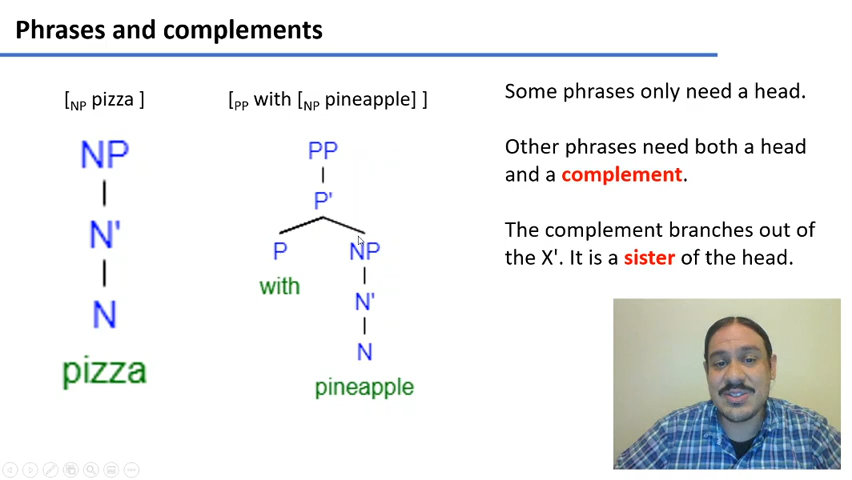 Phrases and complements
[NP pizza ]
[PP with [NP pineapple] ]
NP
N'
N
pizza
PP
P'
P
NP
with
N'
N
pineapple
Some phrases only need a head.
Other phrases need both a head
and a complement.
The complement branches out of
the X'. It is a sister of the head.